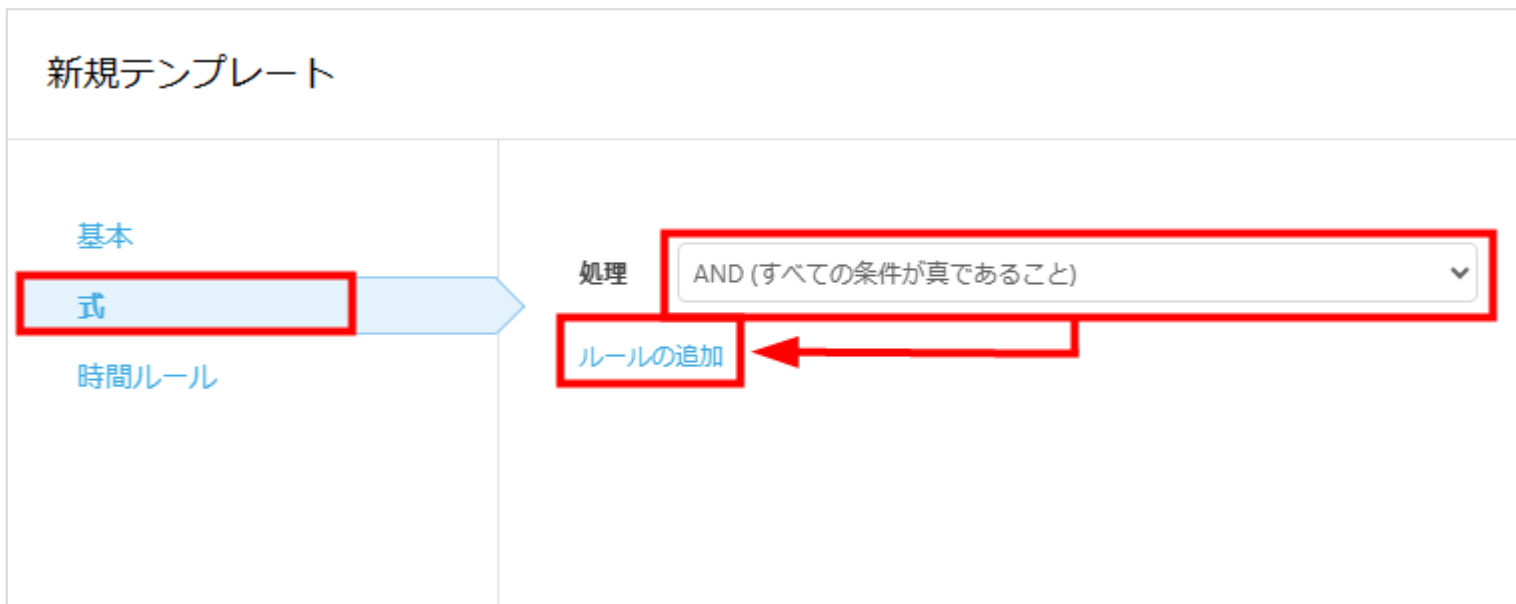 新規テンプレート
基本
式
時間ルール
処理 AND (すべての条件が真であること)
ルールの追加